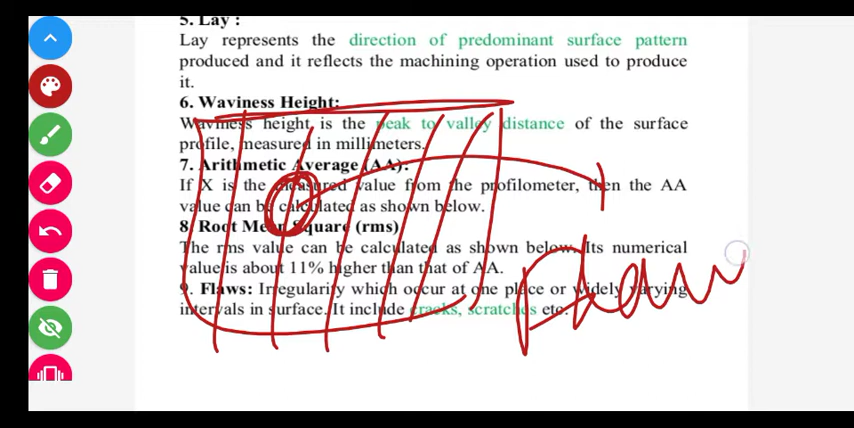 5. Lay :
Lay represents the direction of predominant surface pattern
produced and it reflects the machining operation used to produce
it.
6. Waviness Height:
Waviness height is the peak to valley distance of the surface
profile, measured in millimeters.
7. Arithmetic Average (AA):
If X is the measured value from the profilometer, then the AA
value can be calculated as shown below.
8. Root Mean Square (rms)
The rms value can be calculated as shown below. Its numerical
value is about 11% higher than that of AA.
9. Flaws: Irregularity which occur at one place or widely varying
intervals in surface. It include cracks, scratches etc.
Flaw